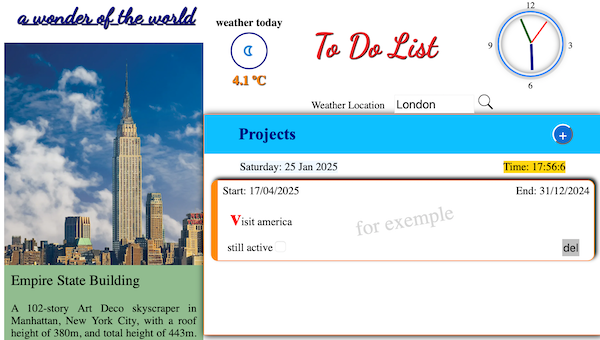 a wonder of the world
weather today
4.1 °C
To Do List
12
9
3
6
Weather Location London
Projects
+
Saturday: 25 Jan 2025
Time: 17:56:6
Start: 17/04/2025
End: 31/12/2024
Visit america
for exemple
still active
del
Empire State Building
A 102-story Art Deco skyscraper in
Manhattan, New York City, with a roof
height of 380m, and total height of 443m.